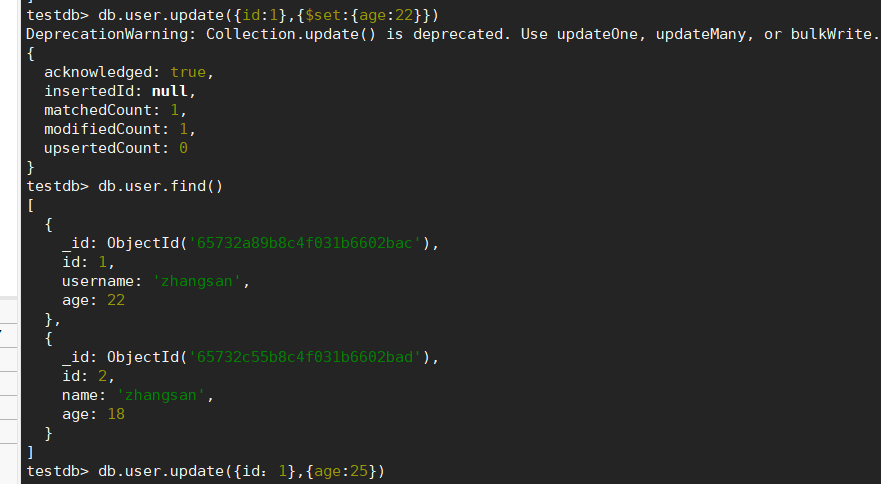 testdb> db.user.update({id:1},{$set:{age:22}})
DeprecationWarning: Collection.update() is deprecated. Use updateOne, updateMany, or bulkWrite.
{
  acknowledged: true,
  insertedId: null,
  matchedCount: 1,
  modifiedCount: 1,
  upsertedCount: 0
}
testdb> db.user.find()
[
  {
    _id: ObjectId('65732a89b8c4f031b6602bac'),
    id: 1,
    username: 'zhangsan',
    age: 22
  },
  {
    _id: ObjectId('65732c55b8c4f031b6602bad'),
    id: 2,
    name: 'zhangsan',
    age: 18
  }
]
testdb> db.user.update({id：1},{age:25})